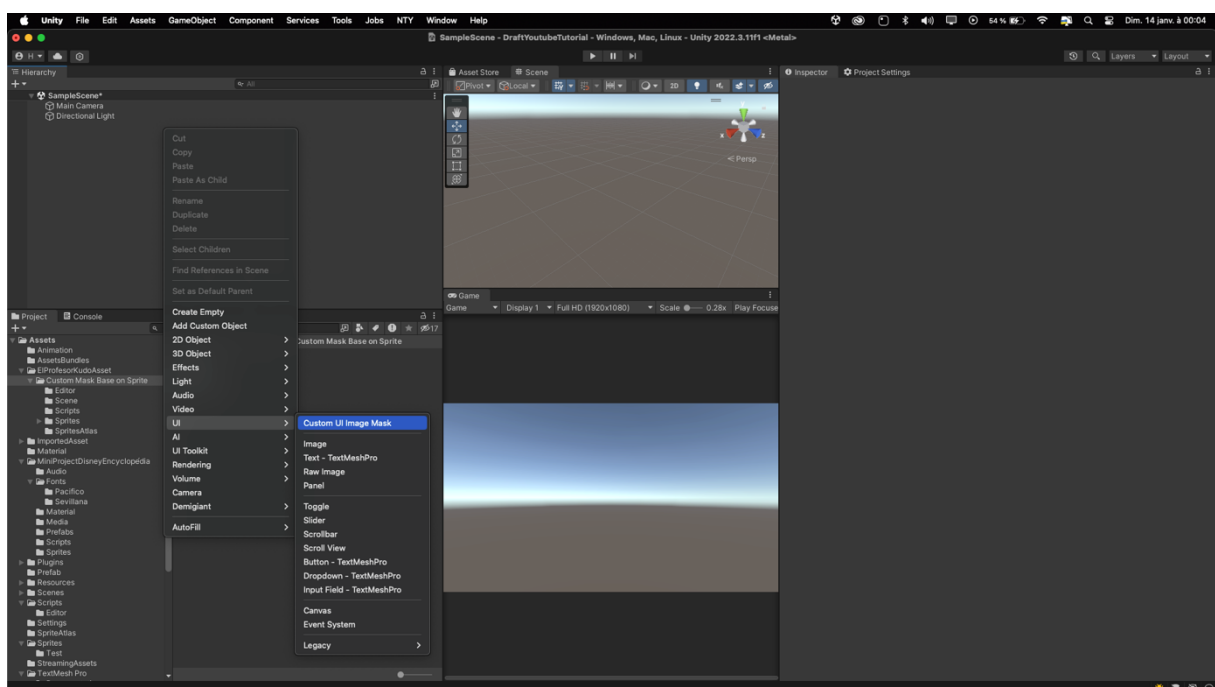 Unity File Edit Assets GameObject Component Services Tools Jobs NTY Window Help 54 % Dim. 14 janv. à 00:04
SampleScene - DraftYoutubeTutorial - Windows, Mac, Linux - Unity 2022.3.11f1 <Metal>
H Layers Layout
Hierarchy
All
SampleScene*
Main Camera
Directional Light
Cut
Copy
Paste
Paste As Child
Rename
Duplicate
Delete
Select Children
Find References in Scene
Set as Default Parent
Create Empty
Add Custom Object
2D Object
3D Object
Effects
Light
Audio
Video
UI
AI
UI Toolkit
Rendering
Volume
Camera
Demigiant
AutoFill
Custom UI Image Mask
Image
Text - TextMeshPro
Raw Image
Panel
Toggle
Slider
Scrollbar
Scroll View
Button - TextMeshPro
Dropdown - TextMeshPro
Input Field - TextMeshPro
Canvas
Event System
Legacy
Project Console
17
Custom Mask Base on Sprite
Assets
Animation
AssetsBundles
ElProfesorKudoAsset
Custom Mask Base on Sprite
Editor
Scene
Scripts
Sprites
SpritesAtlas
ImportedAsset
Material
MiniProjectDisneyEncyclopédia
Audio
Fonts
Pacifico
Sevillana
Material
Media
Prefabs
Scripts
Sprites
Plugins
Prefab
Resources
Scenes
Scripts
Editor
Settings
SpriteAtlas
Sprites
Test
StreamingAssets
TextMesh Pro
Asset Store Scene
Pivot Local 2D
x z
Persp
Game
Game Display 1 Full HD (1920x1080) Scale 0.28x Play Focuse
Inspector Project Settings